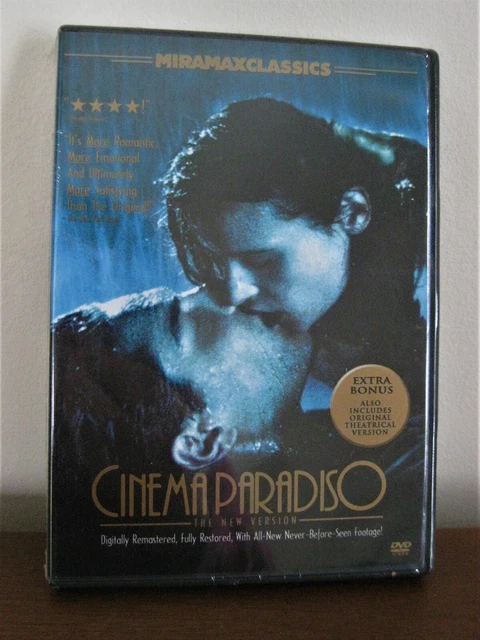 MIRAMAXCLASSICS
"★★★★!"
"It's More Romantic,
More Emotional
And Ultimately
More Satisfying
Than The Original!"
EXTRA
BONUS
ALSO
INCLUDES
ORIGINAL
THEATRICAL
VERSION
CINEMA PARADISO
THE NEW VERSION
Digitally Remastered, Fully Restored, With All-New Never-Before-Seen Footage!
DVD